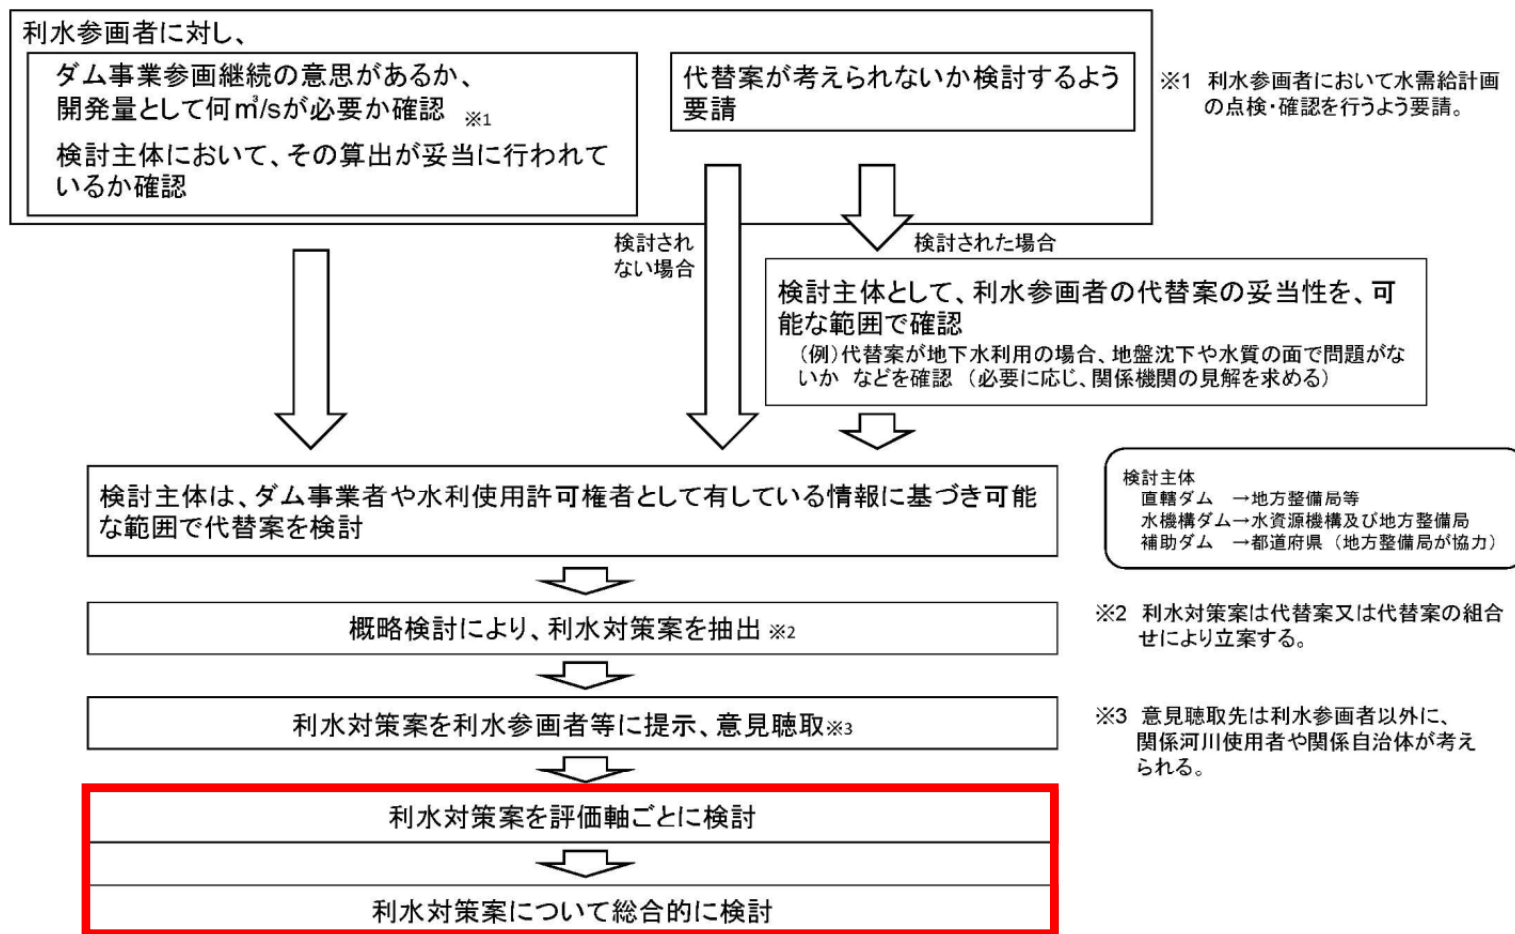 利水参画者に対し、
ダム事業参画継続の意思があるか、
開発量として何㎥/sが必要か確認 ※1
検討主体において、その算出が妥当に行われて
いるか確認
代替案が考えられないか検討するよう
要請
※1 利水参画者において水需給計画
の点検・確認を行うよう要請。
検討され
ない場合
検討された場合
検討主体として、利水参画者の代替案の妥当性を、可
能な範囲で確認
(例)代替案が地下水利用の場合、地盤沈下や水質の面で問題がな
いか などを確認 (必要に応じ、関係機関の見解を求める)
検討主体は、ダム事業者や水利使用許可権者として有している情報に基づき可能
な範囲で代替案を検討
検討主体
直轄ダム →地方整備局等
水機構ダム→水資源機構及び地方整備局
補助ダム →都道府県(地方整備局が協力)
概略検討により、利水対策案を抽出 ※2
※2 利水対策案は代替案又は代替案の組合
せにより立案する。
利水対策案を利水参画者等に提示、意見聴取※3
※3 意見聴取先は利水参画者以外に、
関係河川使用者や関係自治体が考え
られる。
利水対策案を評価軸ごとに検討
利水対策案について総合的に検討